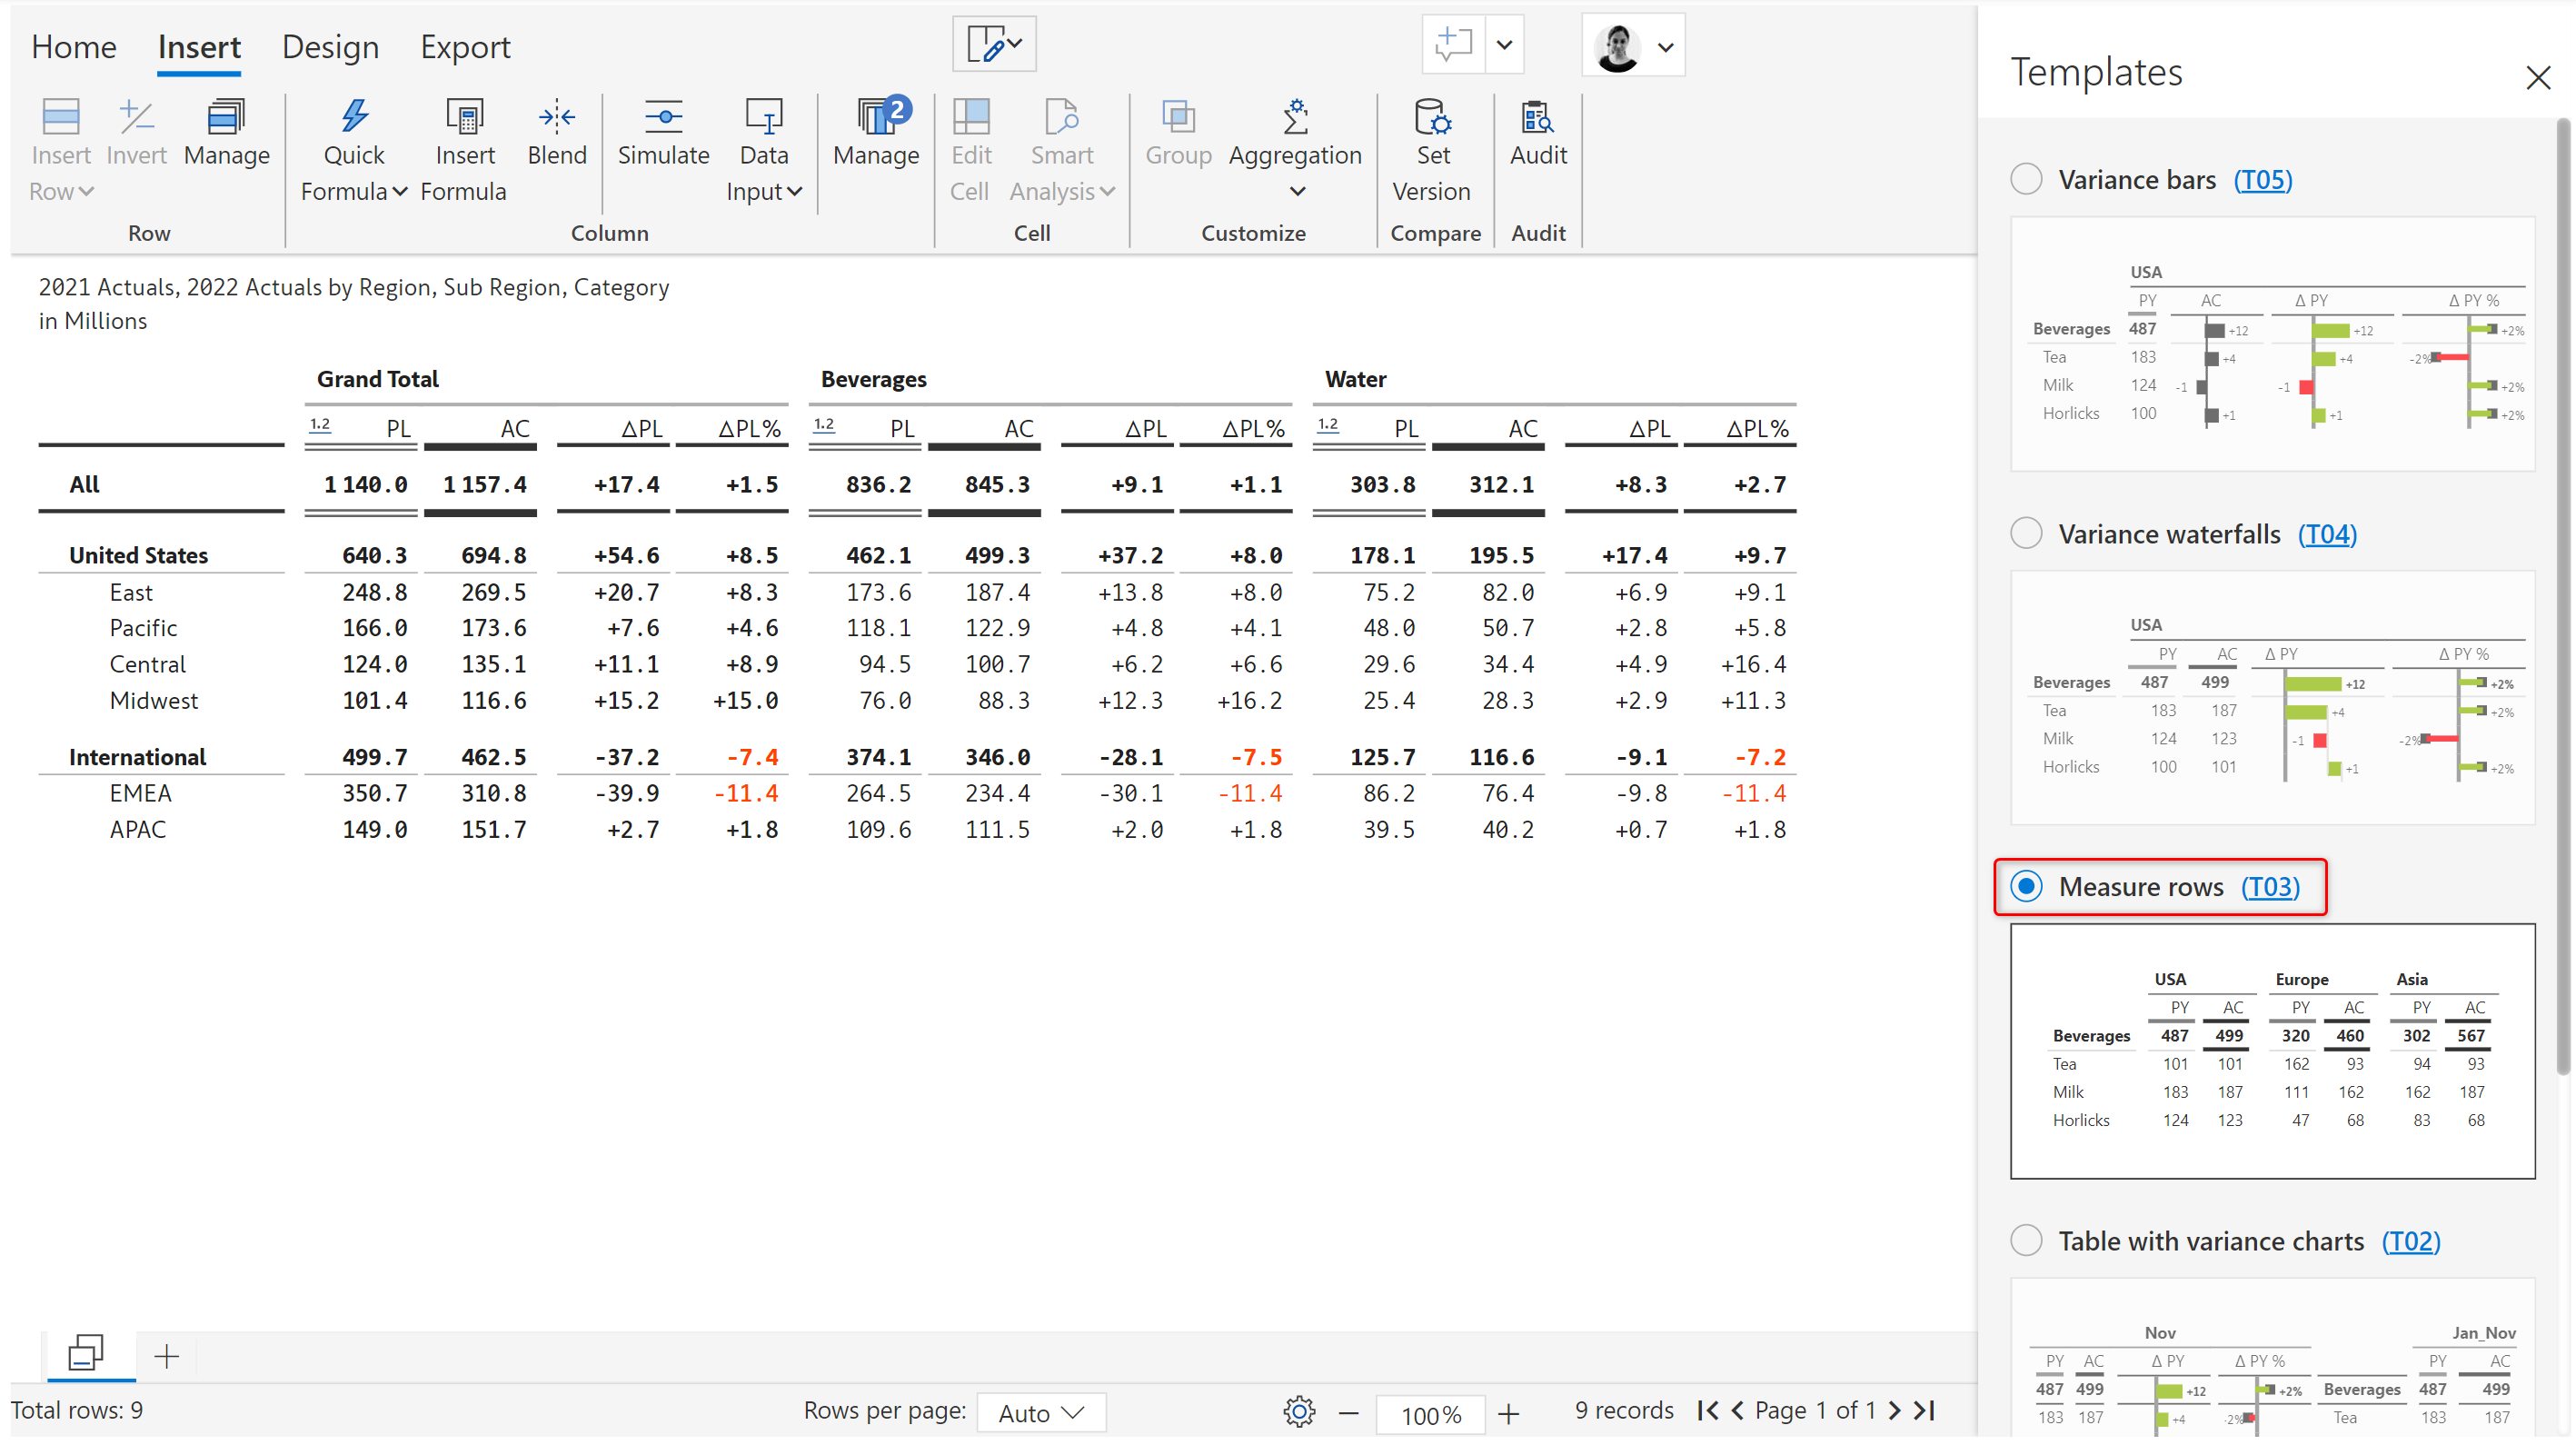 Home Insert Design Export
Insert Row Invert Manage Quick Formula Insert Formula Blend Simulate Data Input Manage 2 Edit Cell Smart Analysis Group Aggregation Set Version Audit
Row Column Cell Customize Compare Audit
2021 Actuals, 2022 Actuals by Region, Sub Region, Category
in Millions
Grand Total Beverages Water
1.2 PL AC ΔPL ΔPL% 1.2 PL AC ΔPL ΔPL% 1.2 PL AC ΔPL ΔPL%
All 1 140.0 1 157.4 +17.4 +1.5 836.2 845.3 +9.1 +1.1 303.8 312.1 +8.3 +2.7
United States 640.3 694.8 +54.6 +8.5 462.1 499.3 +37.2 +8.0 178.1 195.5 +17.4 +9.7
East 248.8 269.5 +20.7 +8.3 173.6 187.4 +13.8 +8.0 75.2 82.0 +6.9 +9.1
Pacific 166.0 173.6 +7.6 +4.6 118.1 122.9 +4.8 +4.1 48.0 50.7 +2.8 +5.8
Central 124.0 135.1 +11.1 +8.9 94.5 100.7 +6.2 +6.6 29.6 34.4 +4.9 +16.4
Midwest 101.4 116.6 +15.2 +15.0 76.0 88.3 +12.3 +16.2 25.4 28.3 +2.9 +11.3
International 499.7 462.5 -37.2 -7.4 374.1 346.0 -28.1 -7.5 125.7 116.6 -9.1 -7.2
EMEA 350.7 310.8 -39.9 -11.4 264.5 234.4 -30.1 -11.4 86.2 76.4 -9.8 -11.4
APAC 149.0 151.7 +2.7 +1.8 109.6 111.5 +2.0 +1.8 39.5 40.2 +0.7 +1.8
Total rows: 9 Rows per page: Auto 100% 9 records Page 1 of 1
Templates
Variance bars (T05)
USA
PY AC Δ PY Δ PY %
Beverages 487 +12 +12 +2%
Tea 183 +4 +4 -2%
Milk 124 -1 -1 +2%
Horlicks 100 +1 +1 +2%
Variance waterfalls (T04)
USA
PY AC Δ PY Δ PY %
Beverages 487 499 +12 +2%
Tea 183 187 +4 +2%
Milk 124 123 -1 -2%
Horlicks 100 101 +1 +2%
Measure rows (T03)
USA Europe Asia
PY AC PY AC PY AC
Beverages 487 499 320 460 302 567
Tea 101 101 162 93 94 93
Milk 183 187 111 162 162 187
Horlicks 124 123 47 68 83 68
Table with variance charts (T02)
Nov Jan_Nov
PY AC Δ PY Δ PY % PY AC
487 499 +12 +2% Beverages 487 499
183 187 +4 -2% Tea 183 187